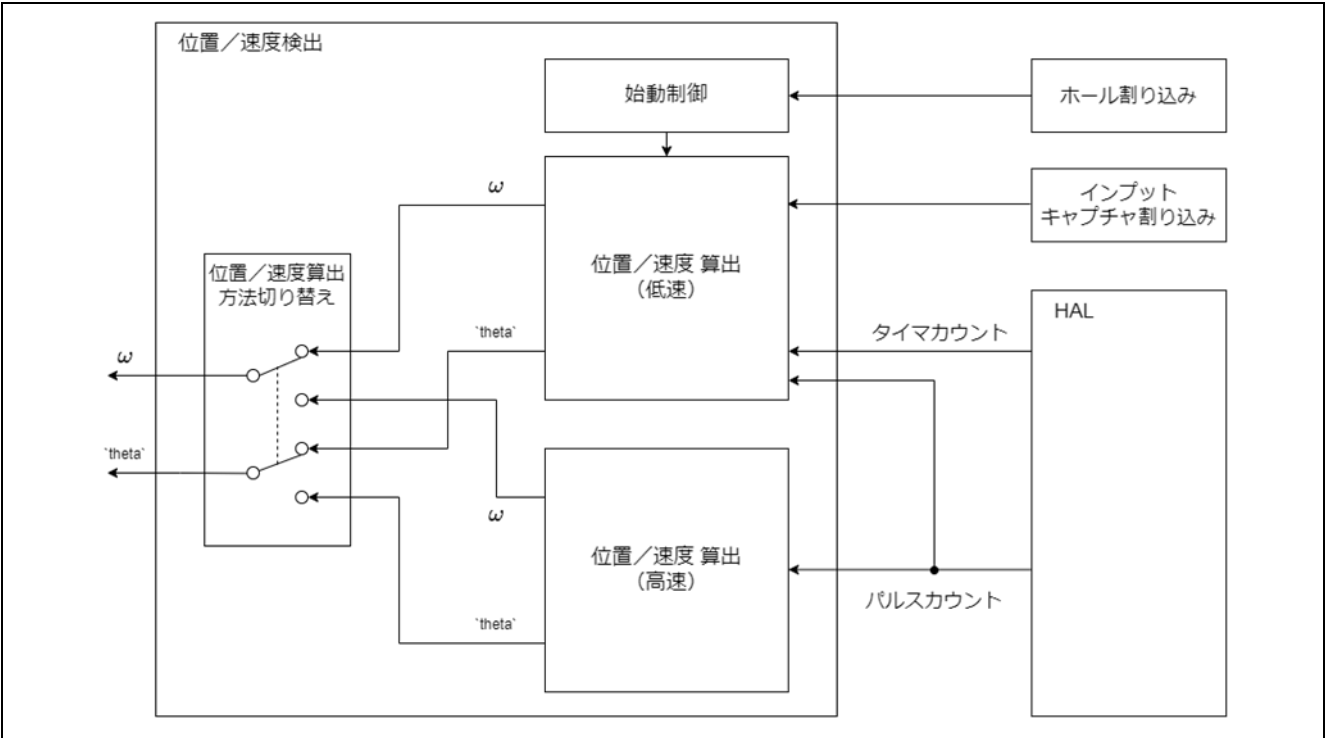 位置／速度検出
始動制御
ホール割り込み
ω
インプット
キャプチャ割り込み
位置／速度 算出
（低速）
位置／速度算出
方法切り替え
HAL
`theta`
タイマカウント
ω
`theta`
ω
位置／速度 算出
（高速）
パルスカウント
`theta`